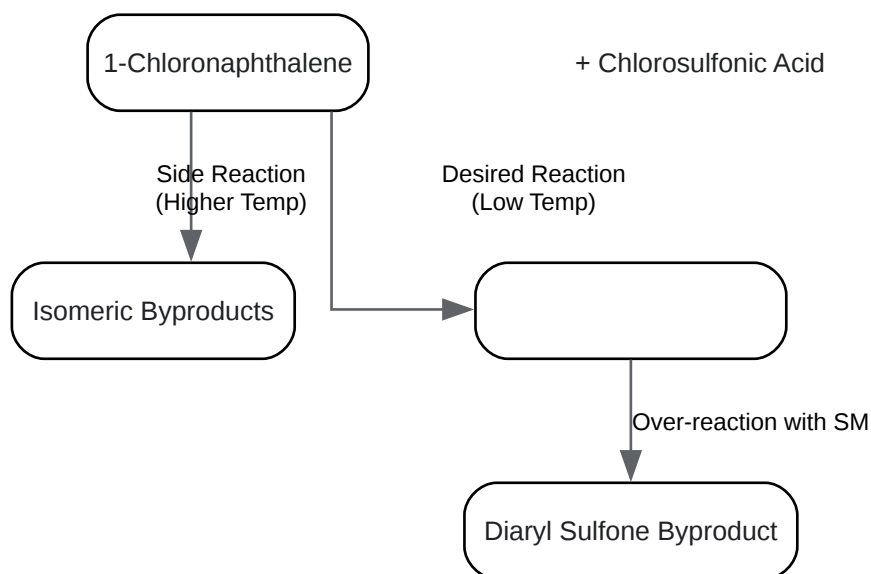 1-Chloronaphthalene
+ Chlorosulfonic Acid
Side Reaction
(Higher Temp)
Desired Reaction
(Low Temp)
Isomeric Byproducts
Over-reaction with SM
Diaryl Sulfone Byproduct